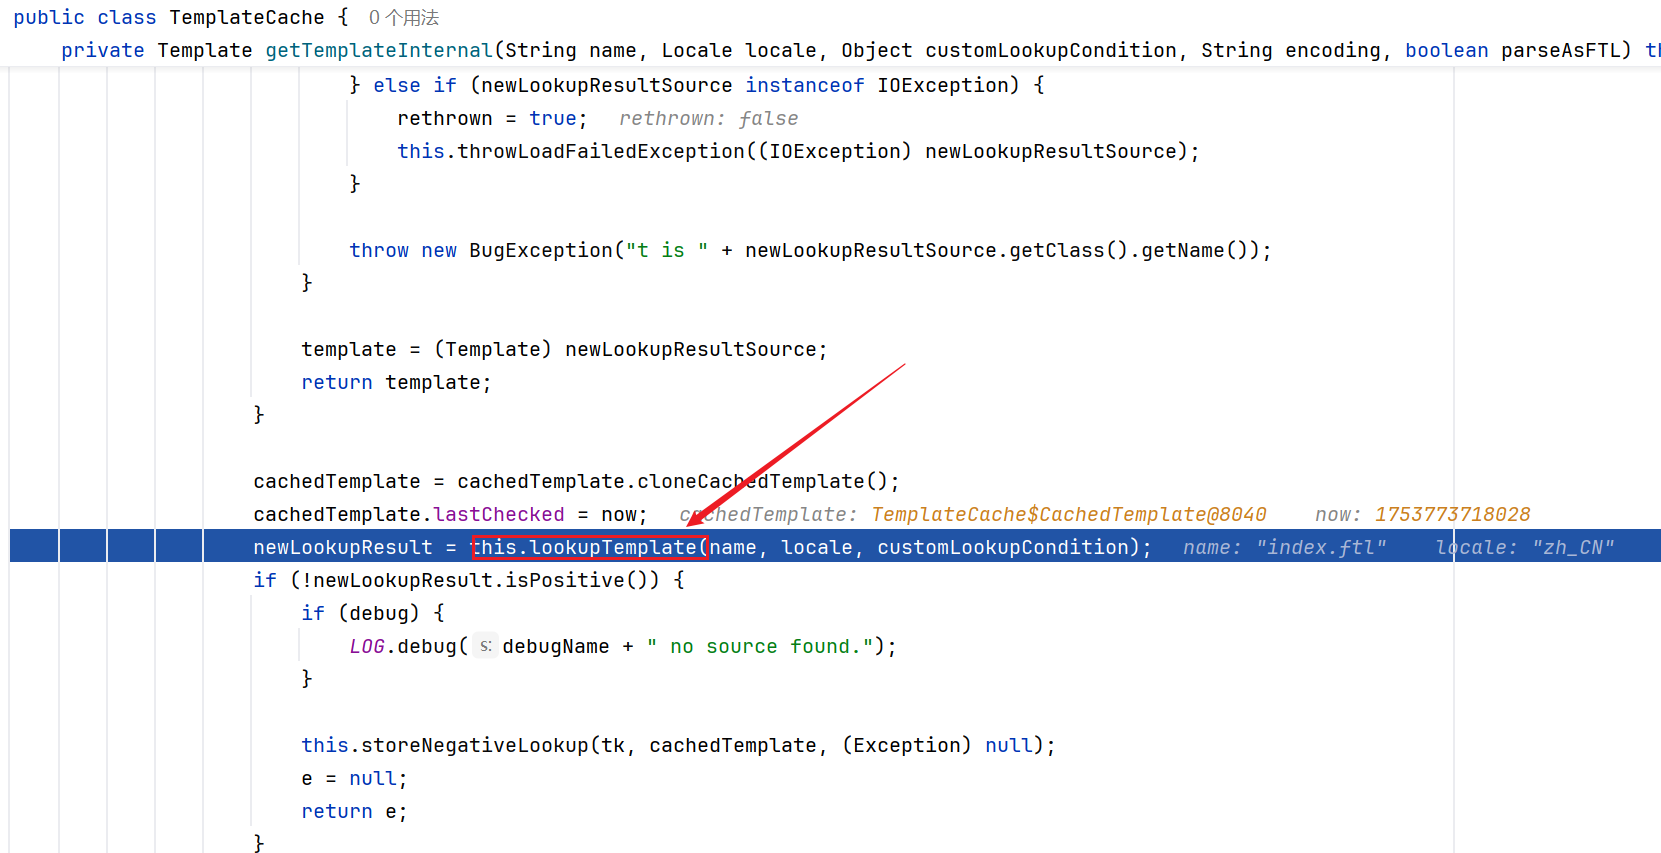 public class TemplateCache {  0 个用法
private Template getTemplateInternal(String name, Locale locale, Object customLookupCondition, String encoding, boolean parseAsFTL) th
} else if (newLookupResultSource instanceof IOException) {
rethrown = true;  rethrown: false
this.throwLoadFailedException((IOException) newLookupResultSource);
}
throw new BugException("t is " + newLookupResultSource.getClass().getName());
}
template = (Template) newLookupResultSource;
return template;
}
cachedTemplate = cachedTemplate.cloneCachedTemplate();
cachedTemplate.lastChecked = now;  cachedTemplate: TemplateCache$CachedTemplate@8040  now: 1753773718028
newLookupResult = this.lookupTemplate(name, locale, customLookupCondition);  name: "index.ftl"  locale: "zh_CN"
if (!newLookupResult.isPositive()) {
if (debug) {
LOG.debug( s: debugName + " no source found.");
}
this.storeNegativeLookup(tk, cachedTemplate, (Exception) null);
e = null;
return e;
}